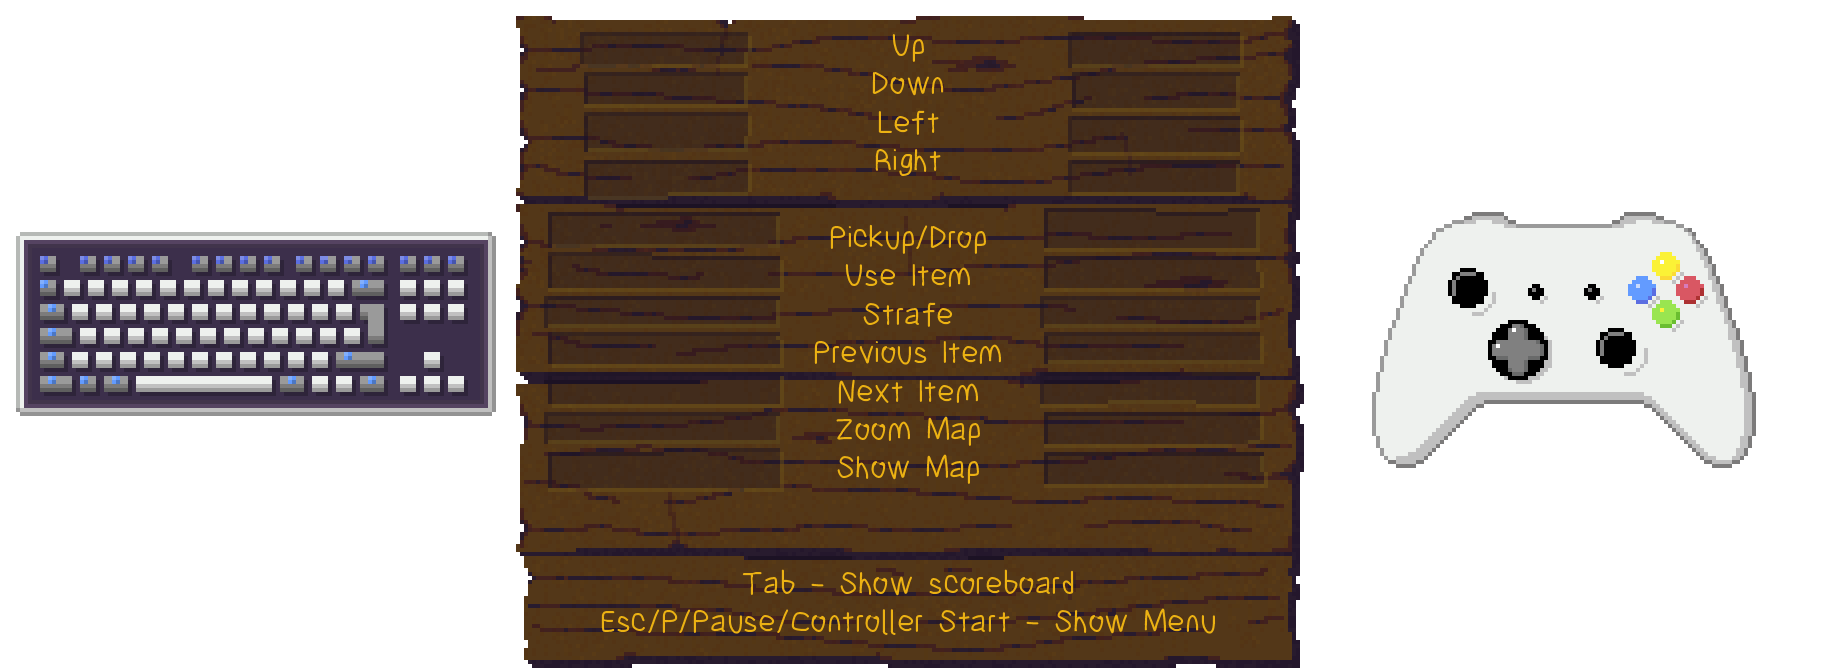 Up
Down
Left
Right
Pickup/Drop
Use Item
Strafe
Previous Item
Next Item
Zoom Map
Show Map
Tab - Show scoreboard
Esc/P/Pause/Controller Start - Show Menu